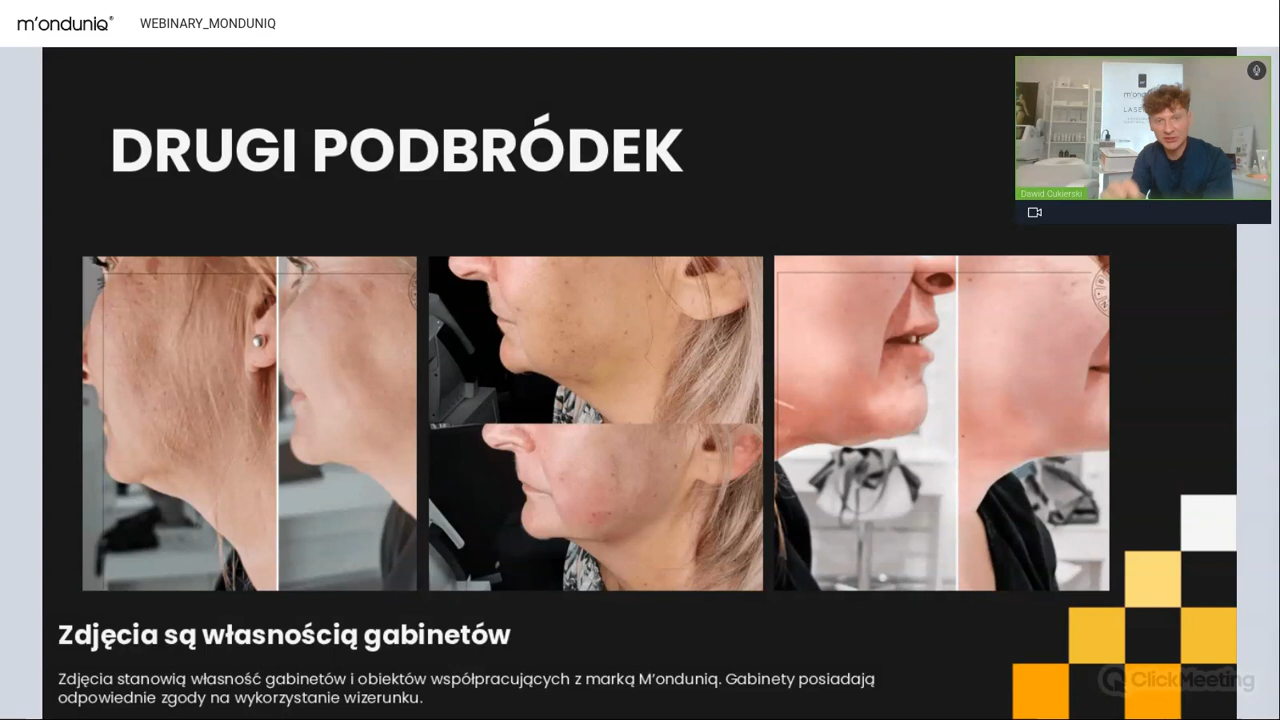 m'onduniq® WEBINARY_MONDUNIQ
DRUGI PODBRÓDEK
Dawid Cukierski
Zdjęcia są własnością gabinetów
Zdjęcia stanowią własność gabinetów i obiektów współpracujących z marką M'onduniq. Gabinety posiadają
odpowiednie zgody na wykorzystanie wizerunku.
ClickMeeting